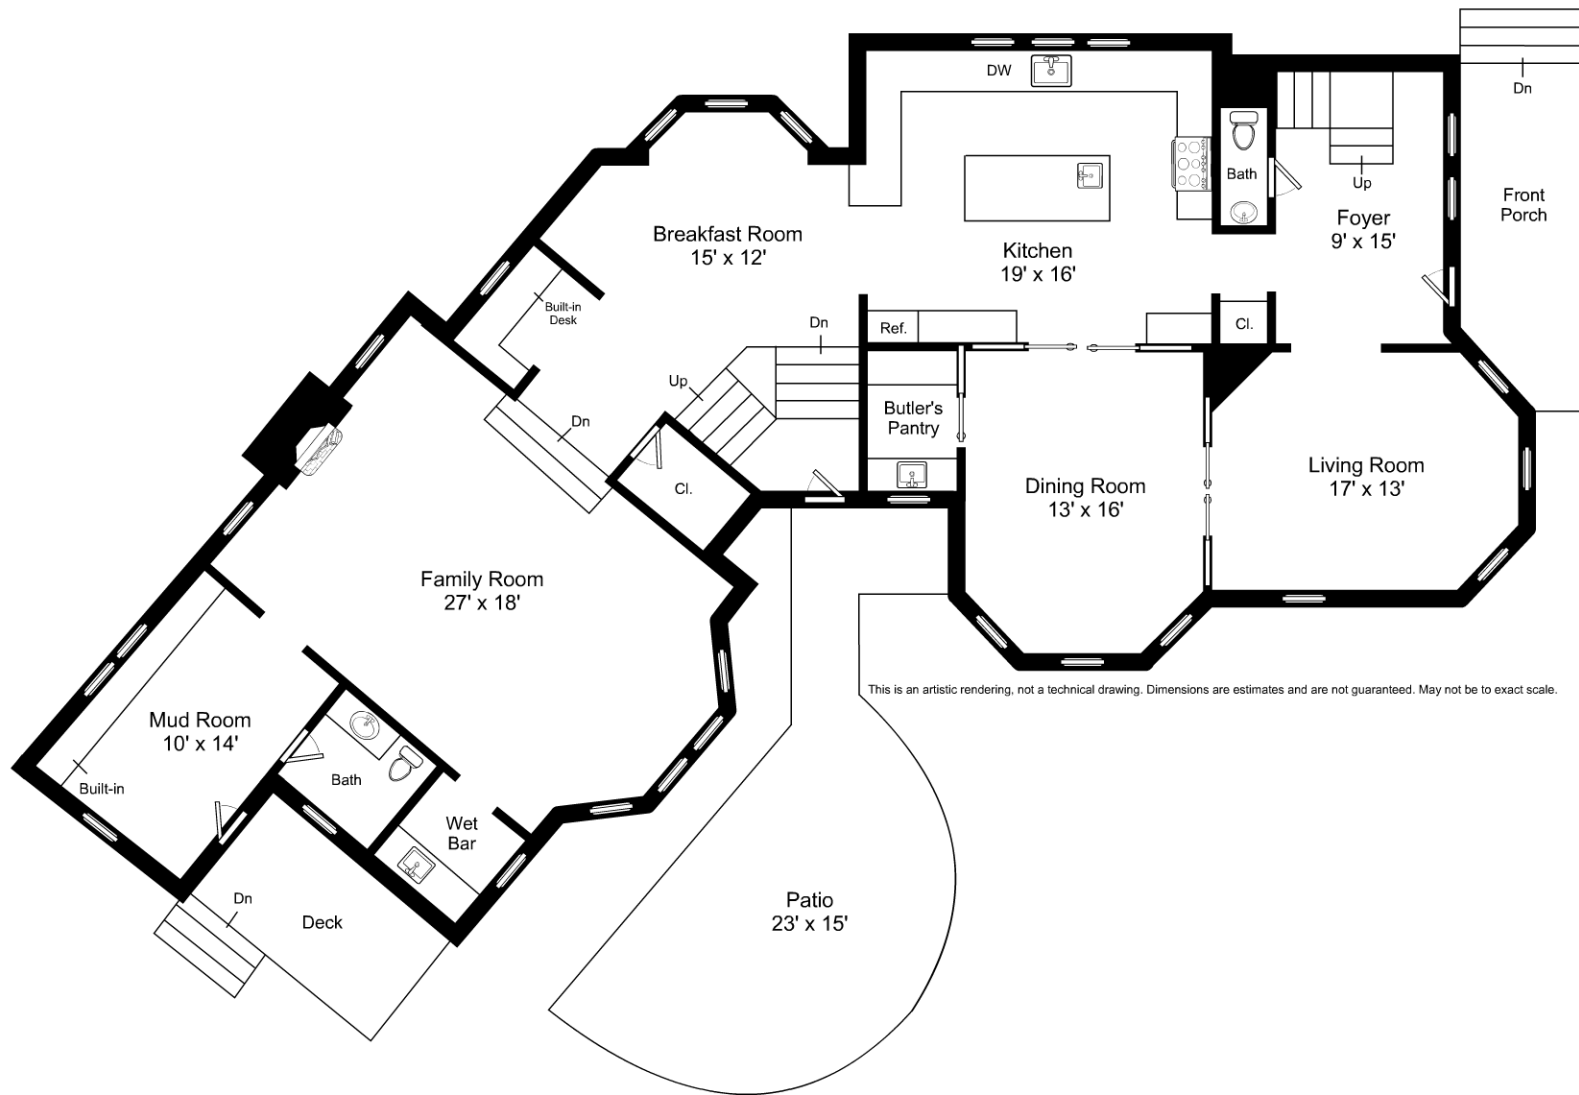 DW
Dn
Bath
Up
Front
Porch
Foyer
9' x 15'
Breakfast Room
15' x 12'
Kitchen
19' x 16'
Built-in
Desk
Dn
Ref.
Cl.
Up
Butler's
Pantry
Dn
Living Room
17' x 13'
Cl.
Dining Room
13' x 16'
Family Room
27' x 18'
This is an artistic rendering, not a technical drawing. Dimensions are estimates and are not guaranteed. May not be to exact scale.
Mud Room
10' x 14'
Built-in
Bath
Wet
Bar
Dn
Deck
Patio
23' x 15'